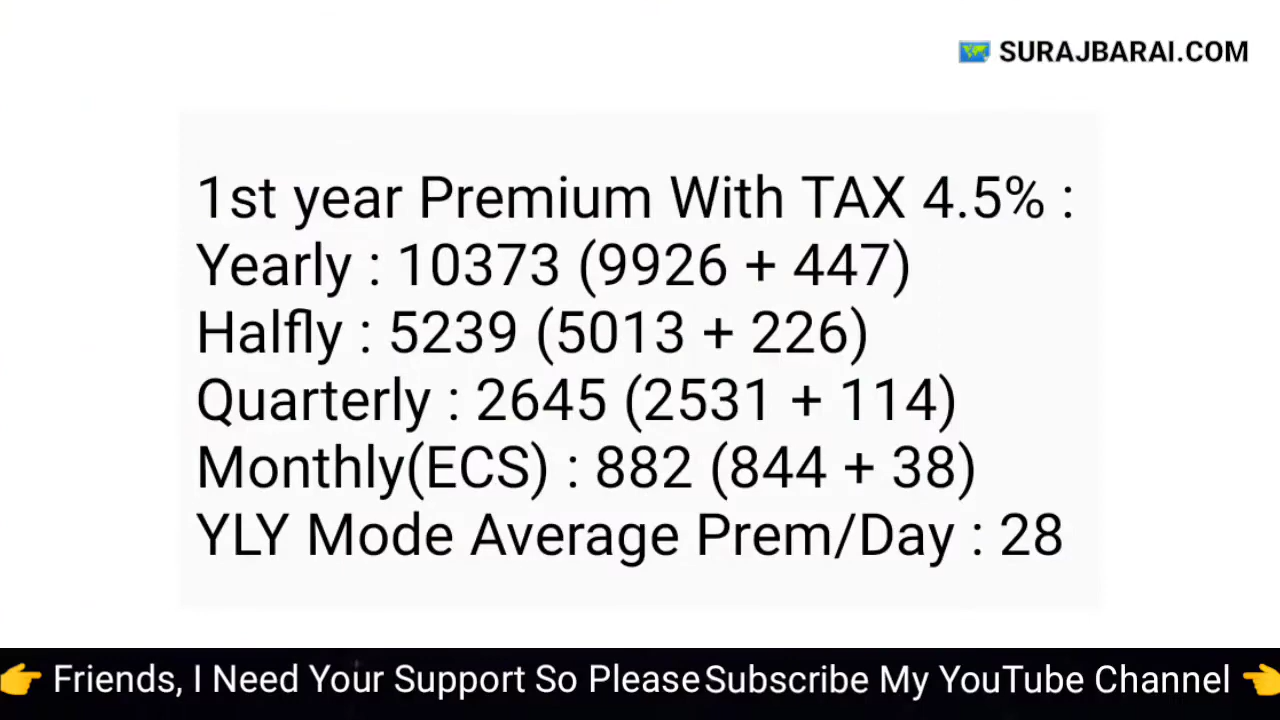 SURAJBARAI.COM
1st year Premium With TAX 4.5% :
Yearly : 10373 (9926 + 447)
Halfly : 5239 (5013 + 226)
Quarterly : 2645 (2531 + 114)
Monthly(ECS) : 882 (844 + 38)
YLY Mode Average Prem/Day : 28
👉 Friends, I Need Your Support So Please Subscribe My YouTube Channel 👈